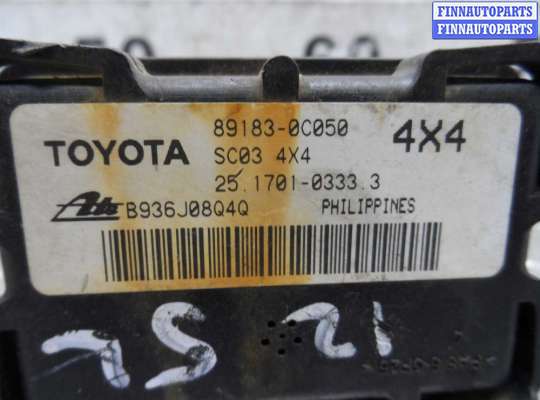 FINNAUTOPARTS
FINNAUTOPARTS
89183-0C050
4X4
TOYOTA
SC03 4X4
25.1701-0333.3
Ate
B936J08Q4Q
PHILIPPINES